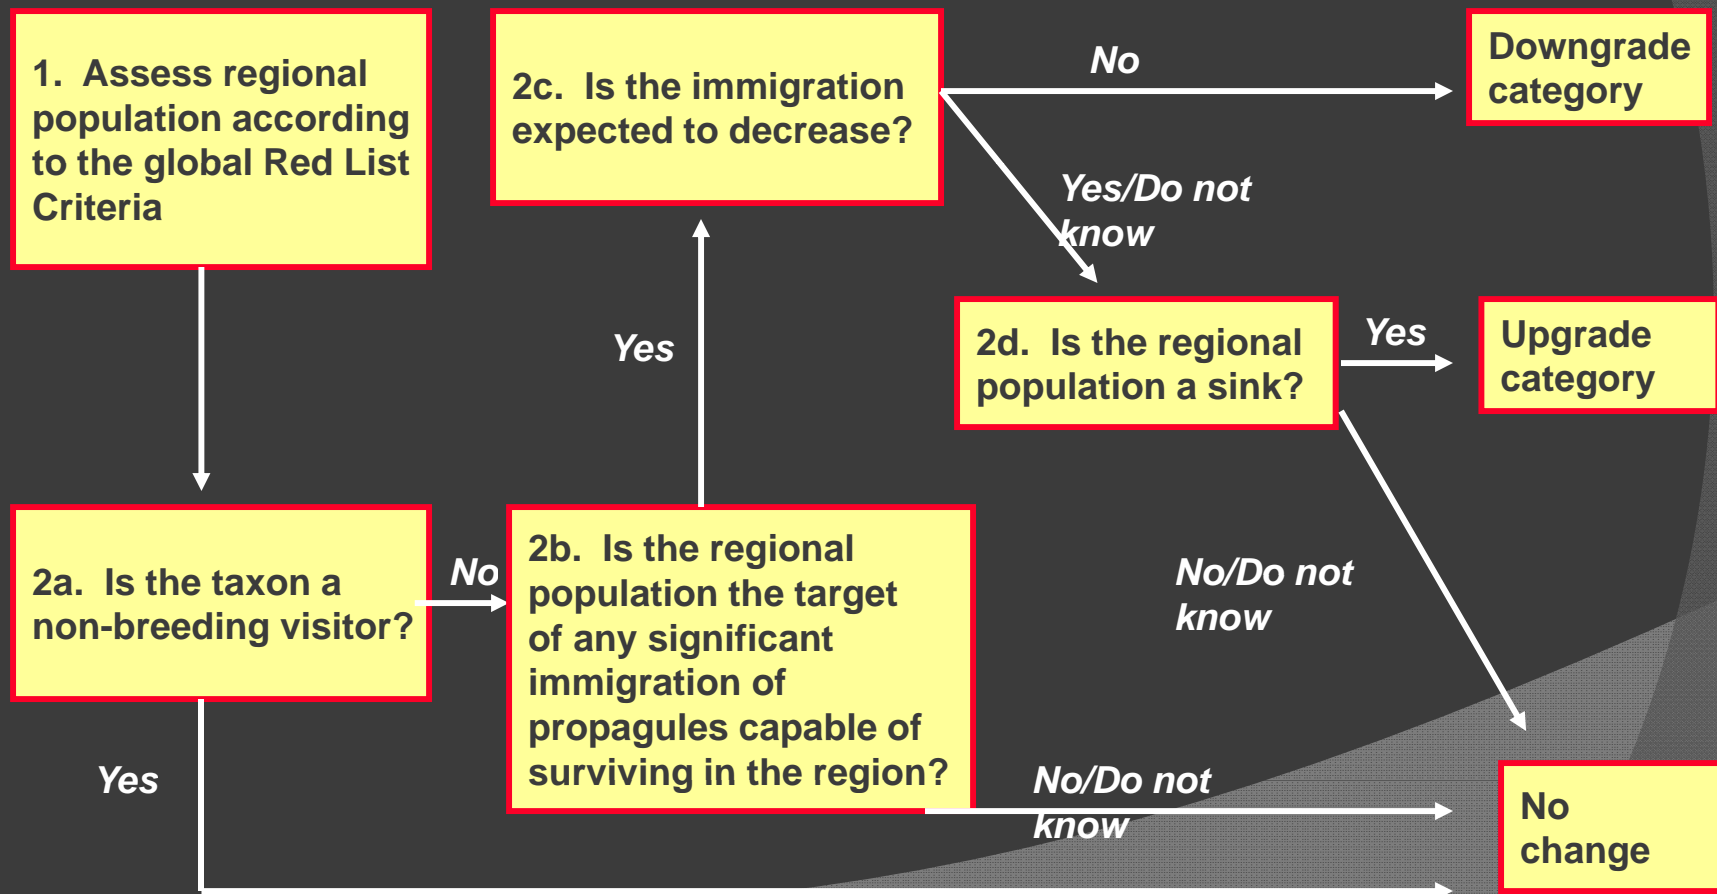 1. Assess regional
population according
to the global Red List
Criteria
2c. Is the immigration
expected to decrease?
No
Downgrade
category
Yes/Do not
know
Yes
2d. Is the regional
population a sink?
Yes
Upgrade
category
2a. Is the taxon a
non-breeding visitor?
No
2b. Is the regional
population the target
of any significant
immigration of
propagules capable of
surviving in the region?
No/Do not
know
Yes
No/Do not
know
No
change